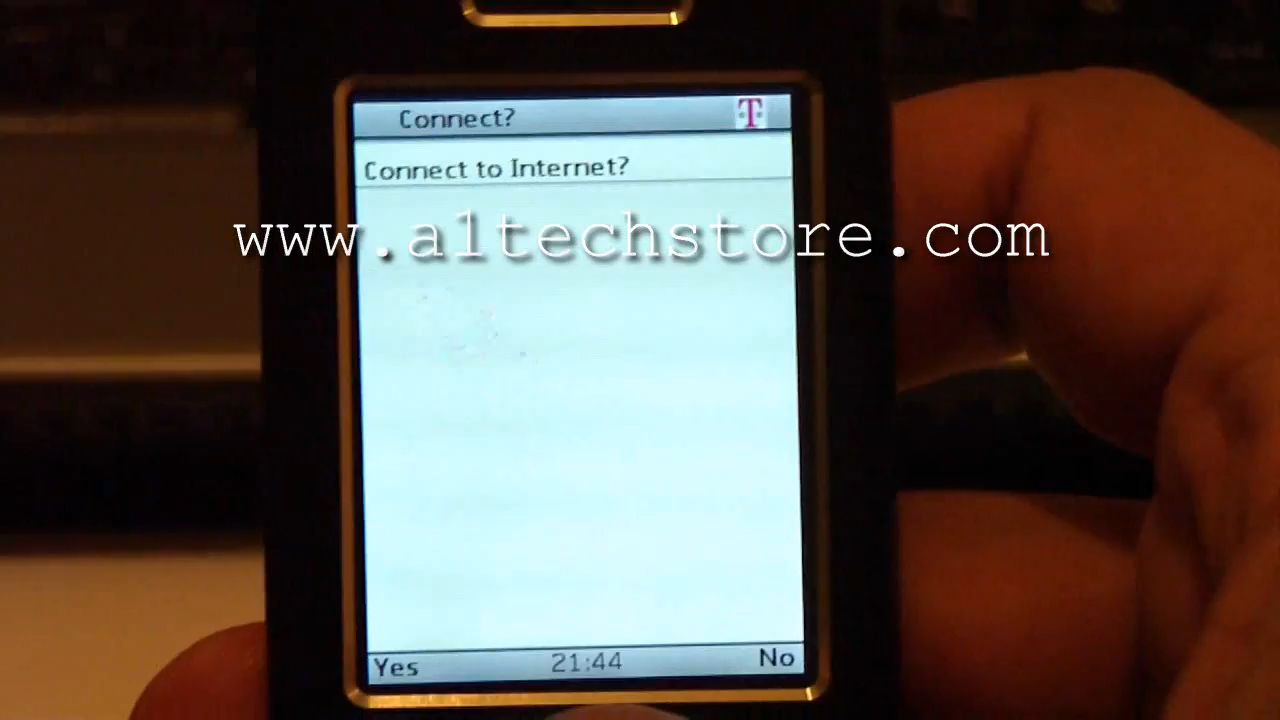 Connect?
T
Connect to Internet?
www.a1techstore.com
Yes 21:44 No